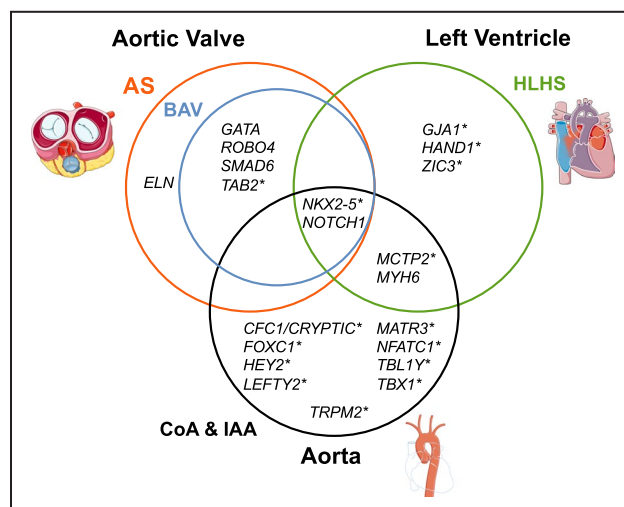 Aortic Valve
Left Ventricle
AS
HLHS
BAV
GATA
ROBO4
SMAD6
TAB2*
ELN
GJA1*
HAND1*
ZIC3*
NKX2-5*
NOTCH1
MCTP2*
MYH6
CFC1/CRYPTIC*
FOXC1*
HEY2*
LEFTY2*
MATR3*
NFATC1*
TBL1Y*
TBX1*
TRPM2*
CoA & IAA
Aorta